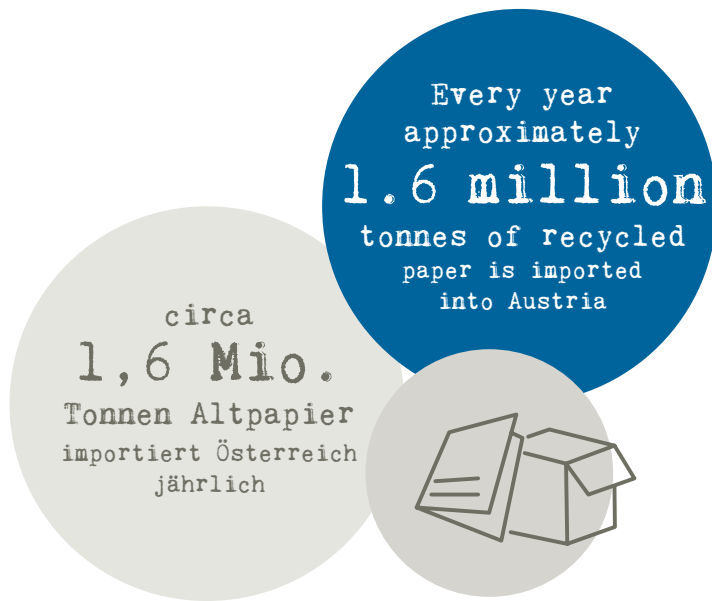 Every year
approximately
1.6 million
tonnes of recycled
paper is imported
into Austria
circa
1,6 Mio.
Tonnen Altpapier
importiert Österreich
jährlich